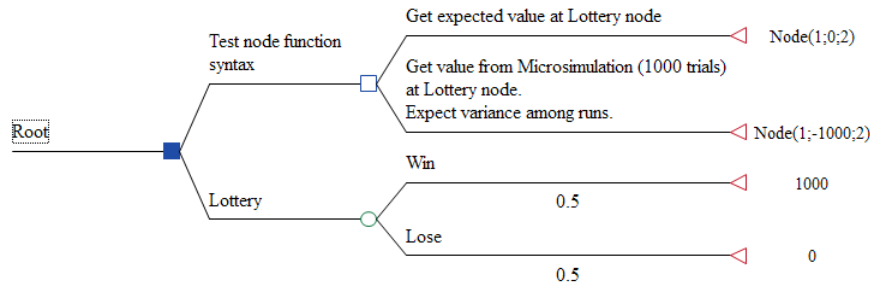 Get expected value at Lottery node
Node(1;0;2)
Test node function
syntax
Get value from Microsimulation (1000 trials)
at Lottery node.
Expect variance among runs.
Node(1;-1000;2)
Root
Win
1000
0.5
Lottery
Lose
0
0.5